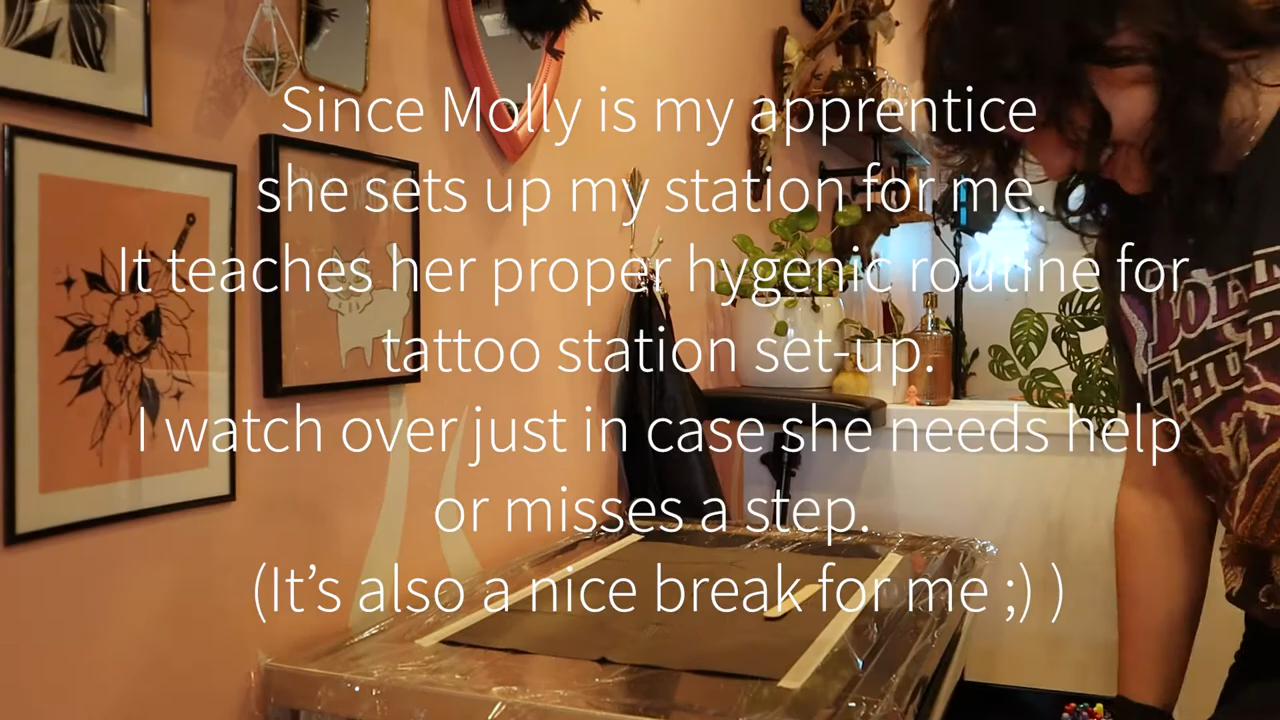 Since Molly is my apprentice
she sets up my station for me.
It teaches her proper hygenic routine for
tattoo station set-up.
I watch over just in case she needs help
or misses a step.
(It’s also a nice break for me ;) )